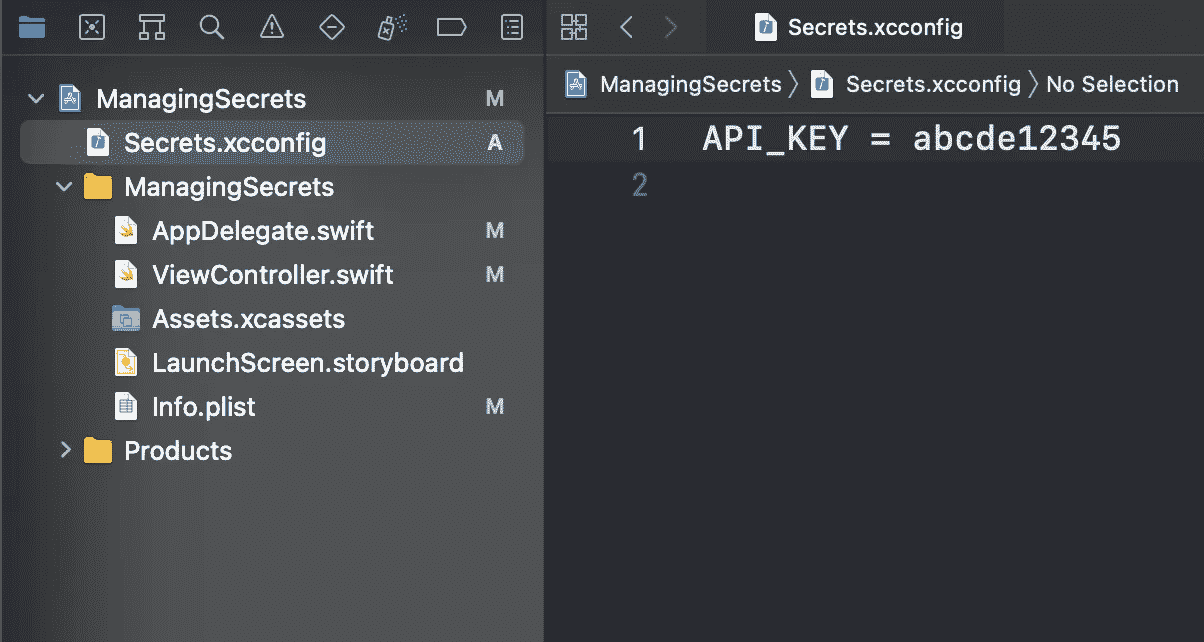 Secrets.xcconfig
ManagingSecrets Secrets.xcconfig No Selection
ManagingSecrets M
Secrets.xcconfig A
ManagingSecrets
AppDelegate.swift M
ViewController.swift M
Assets.xcassets
LaunchScreen.storyboard
Info.plist M
Products
1 API_KEY = abcde12345
2